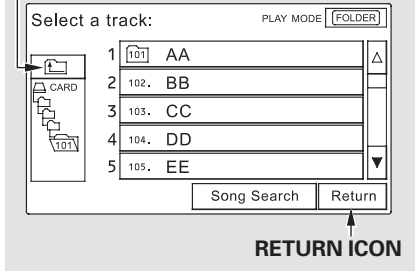 Select a track: PLAY MODE FOLDER
1 101 AA
CARD
2 102. BB
3 103. CC
4 104. DD
101
5 105. EE
Song Search Return
RETURN ICON